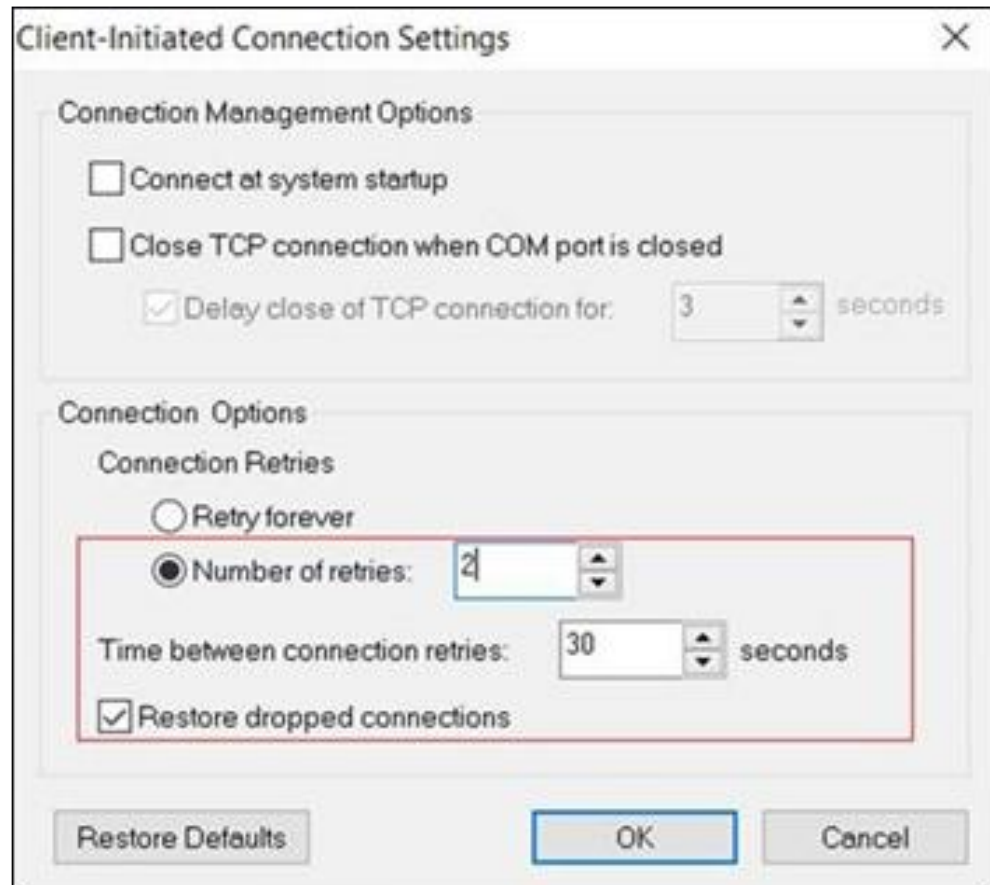 Client-Initiated Connection Settings
Connection Management Options
Connect at system startup
Close TCP connection when COM port is closed
Delay close of TCP connection for: 3 seconds
Connection Options
Connection Retries
Retry forever
Number of retries: 2
Time between connection retries: 30 seconds
Restore dropped connections
Restore Defaults OK Cancel